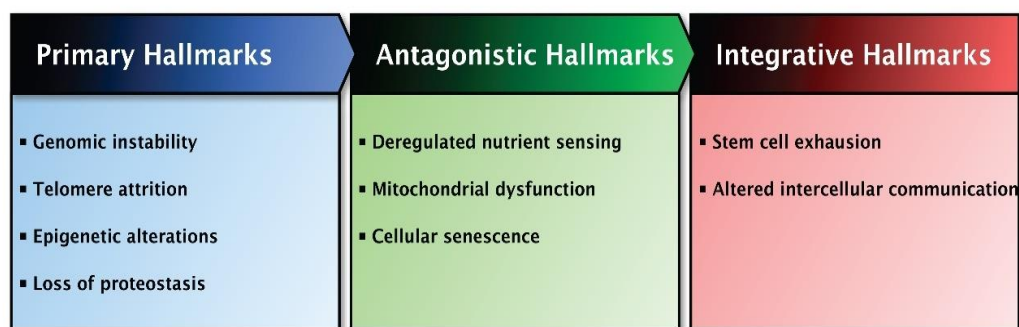 Primary Hallmarks
▪ Genomic instability
▪ Telomere attrition
▪ Epigenetic alterations
▪ Loss of proteostasis
Antagonistic Hallmarks
▪ Deregulated nutrient sensing
▪ Mitochondrial dysfunction
▪ Cellular senescence
Integrative Hallmarks
▪ Stem cell exhausion
▪ Altered intercellular communication